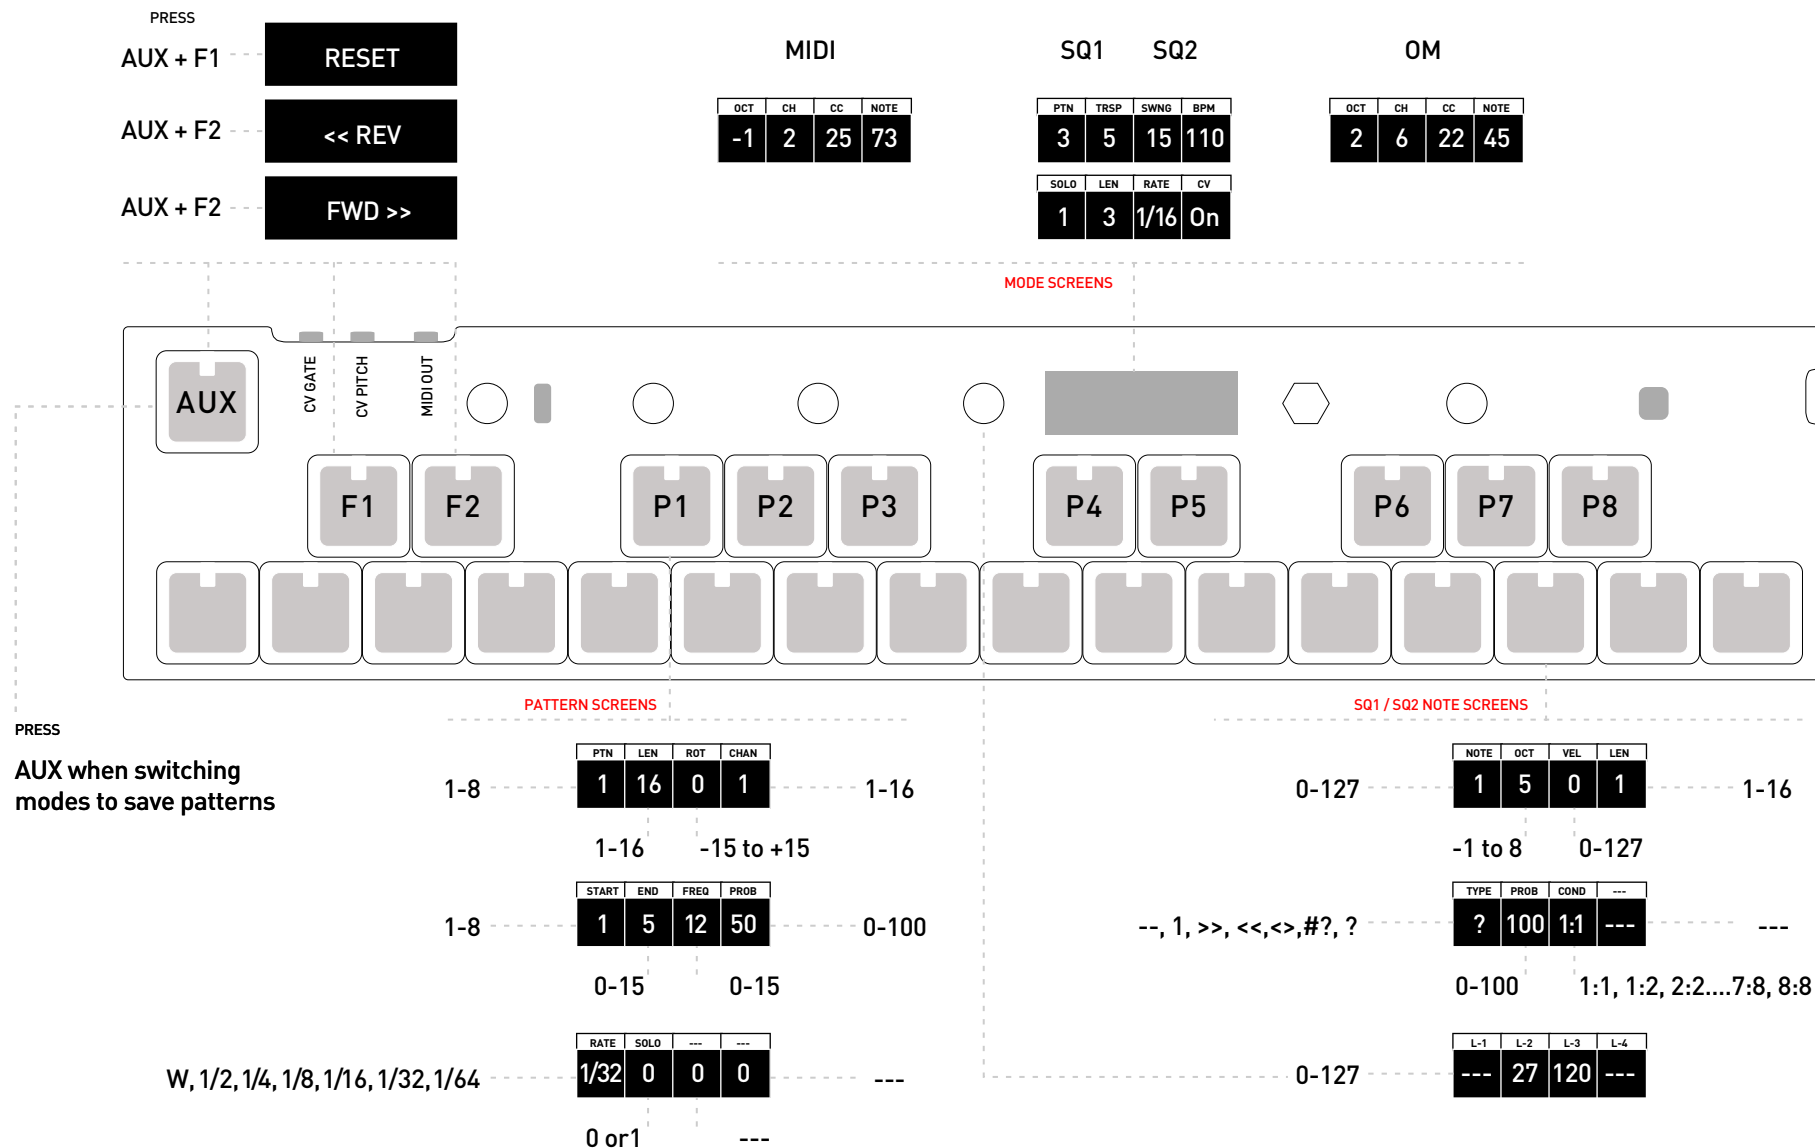 PRESS
AUX + F1
RESET
AUX + F2
<< REV
AUX + F2
FWD >>
MIDI
OCT CH CC NOTE
-1 2 25 73
SQ1 SQ2
PTN TRSP SWNG BPM
3 5 15 110
SOLO LEN RATE CV
1 3 1/16 On
OM
OCT CH CC NOTE
2 6 22 45
MODE SCREENS
AUX
CV GATE
CV PITCH
MIDI OUT
F1 F2 P1 P2 P3 P4 P5 P6 P7 P8
PRESS
AUX when switching
modes to save patterns
PATTERN SCREENS
PTN LEN ROT CHAN
1-8 1 16 0 1 1-16
1-16 -15 to +15
START END FREQ PROB
1-8 1 5 12 50 0-100
0-15 0-15
RATE SOLO --- ---
W, 1/2, 1/4, 1/8, 1/16, 1/32, 1/64 1/32 0 0 0 ---
0 or1 ---
SQ1 / SQ2 NOTE SCREENS
NOTE OCT VEL LEN
0-127 1 5 0 1 1-16
-1 to 8 0-127
TYPE PROB COND ---
--, 1, >>, <<,<>,#?, ? ? 100 1:1 --- ---
0-100 1:1, 1:2, 2:2....7:8, 8:8
L-1 L-2 L-3 L-4
0-127 --- 27 120 ---